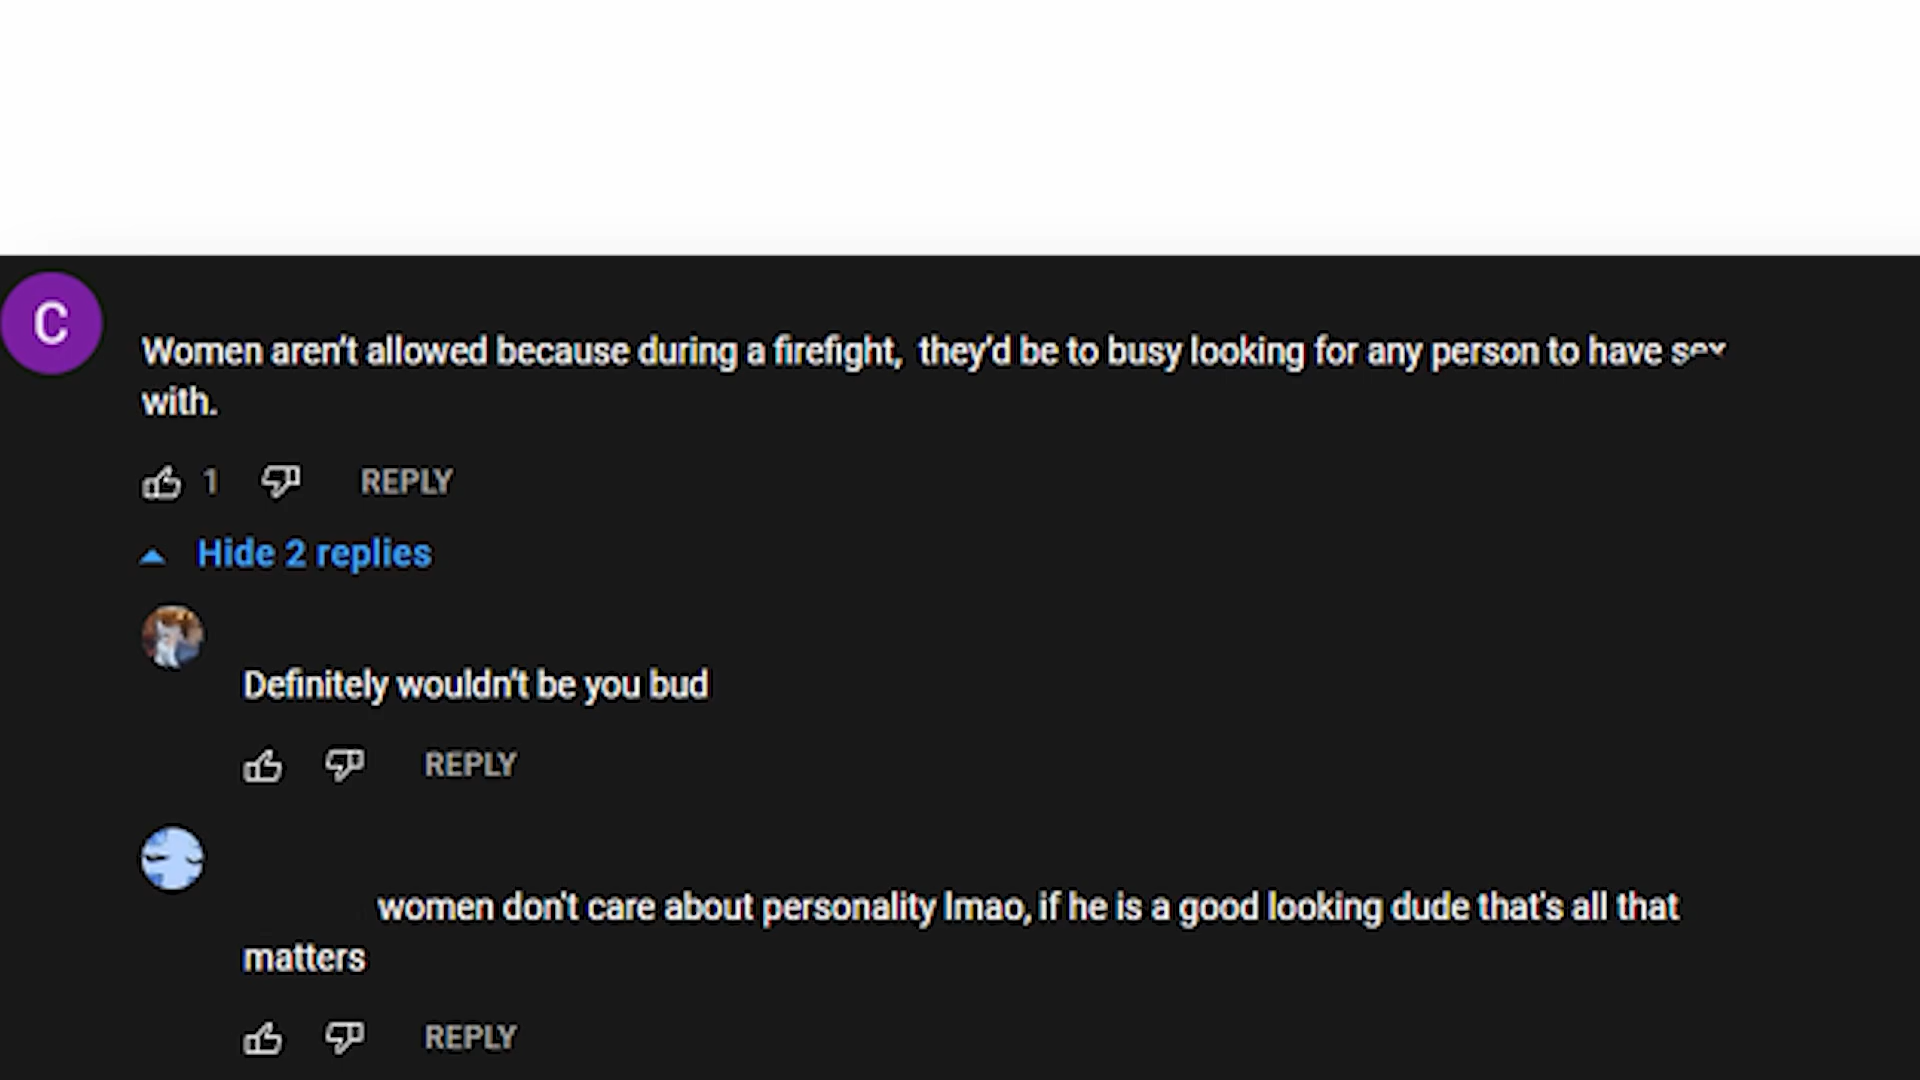 C
Women aren't allowed because during a firefight, they'd be to busy looking for any person to have sex
with.
1 REPLY
Hide 2 replies
Definitely wouldn't be you bud
REPLY
women don't care about personality lmao, if he is a good looking dude that's all that
matters
REPLY